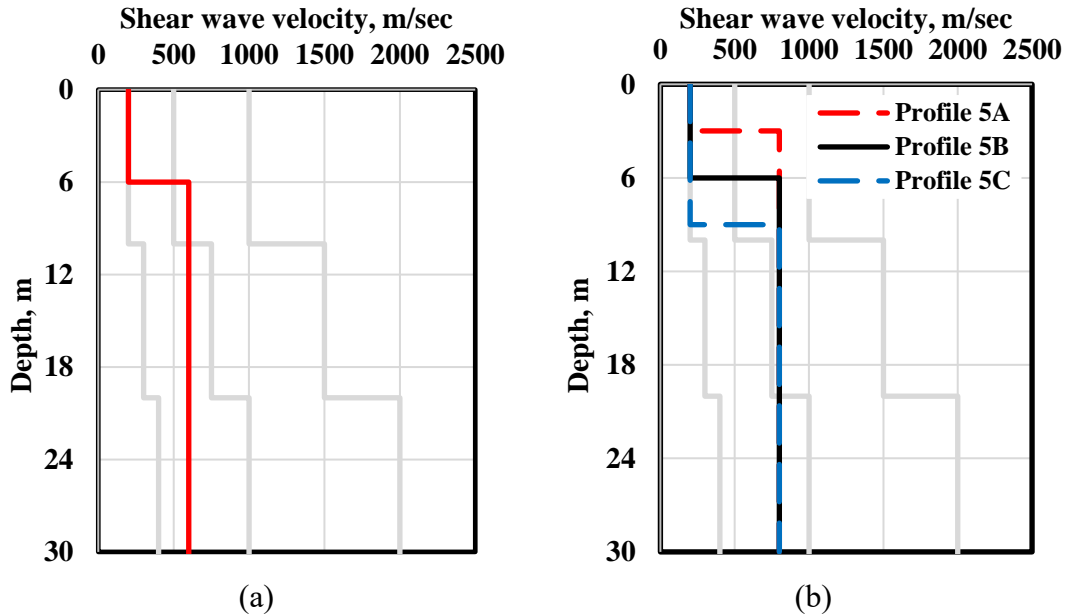 Shear wave velocity, m/sec
0 500 1000 1500 2000 2500
0
6
12
18
24
30
Depth, m
(a)
Shear wave velocity, m/sec
0 500 1000 1500 2000 2500
0
6
12
18
24
30
Depth, m
Profile 5A
Profile 5B
Profile 5C
(b)